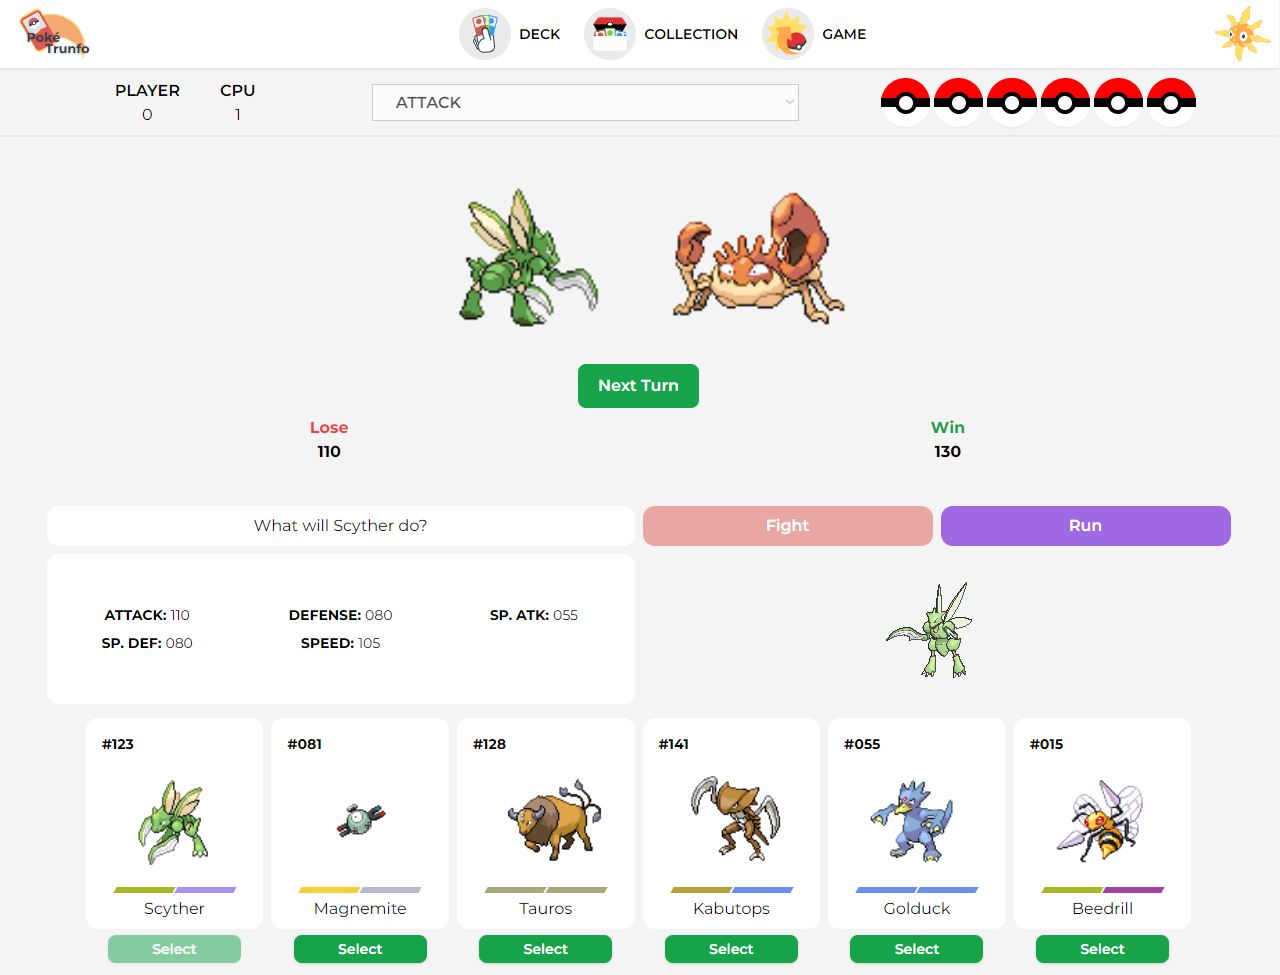 Poké
Trunfo
DECK
COLLECTION
GAME
PLAYER
0
CPU
1
ATTACK
Next Turn
Lose
110
Win
130
What will Scyther do?
Fight
Run
ATTACK: 110
DEFENSE: 080
SP. ATK: 055
SP. DEF: 080
SPEED: 105
#123
#081
#128
#141
#055
#015
Scyther
Magnemite
Tauros
Kabutops
Golduck
Beedrill
Select
Select
Select
Select
Select
Select